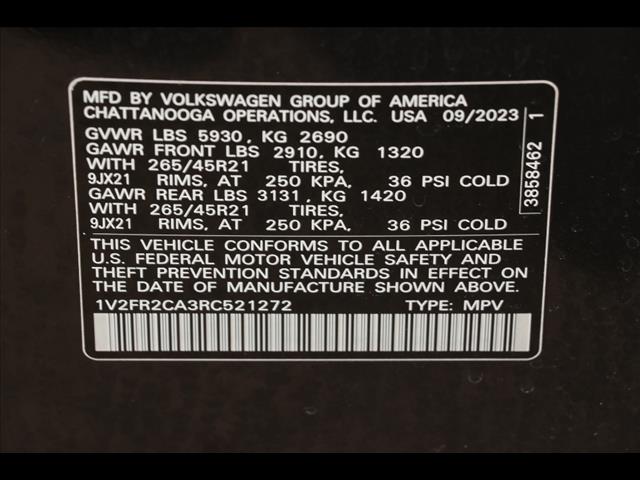 MFD BY VOLKSWAGEN GROUP OF AMERICA
CHATTANOOGA OPERATIONS, LLC. USA 09/2023
GVWR LBS 5930, KG 2690
GAWR FRONT LBS 2910, KG 1320
WITH 265/45R21 TIRES,
9JX21 RIMS, AT 250 KPA, 36 PSI COLD
GAWR REAR LBS 3131, KG 1420
WITH 265/45R21 TIRES,
9JX21 RIMS, AT 250 KPA, 36 PSI COLD
THIS VEHICLE CONFORMS TO ALL APPLICABLE
U.S. FEDERAL MOTOR VEHICLE SAFETY AND
THEFT PREVENTION STANDARDS IN EFFECT ON
THE DATE OF MANUFACTURE SHOWN ABOVE.
1V2FR2CA3RC521272 TYPE: MPV
3858462 1